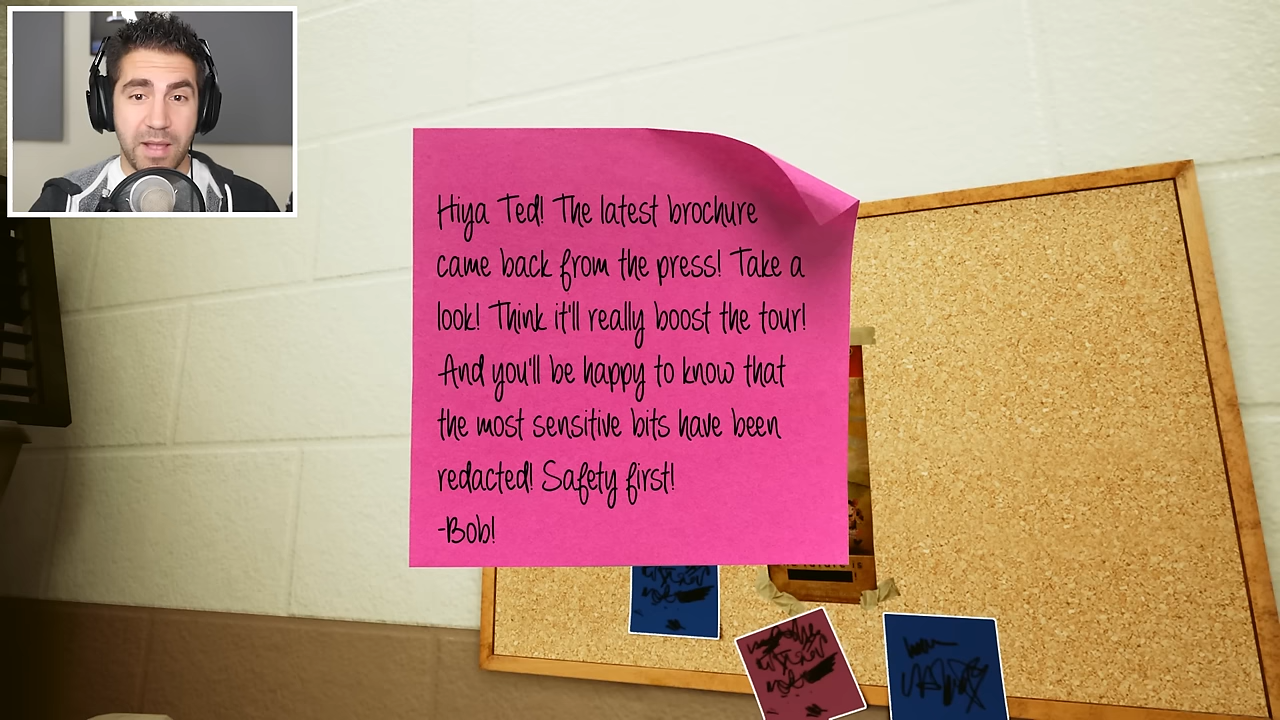 Hiya Ted! The latest brochure
came back from the press! Take a
look! Think it'll really boost the tour!
And you'll be happy to know that
the most sensitive bits have been
redacted! Safety first!
-Bob!